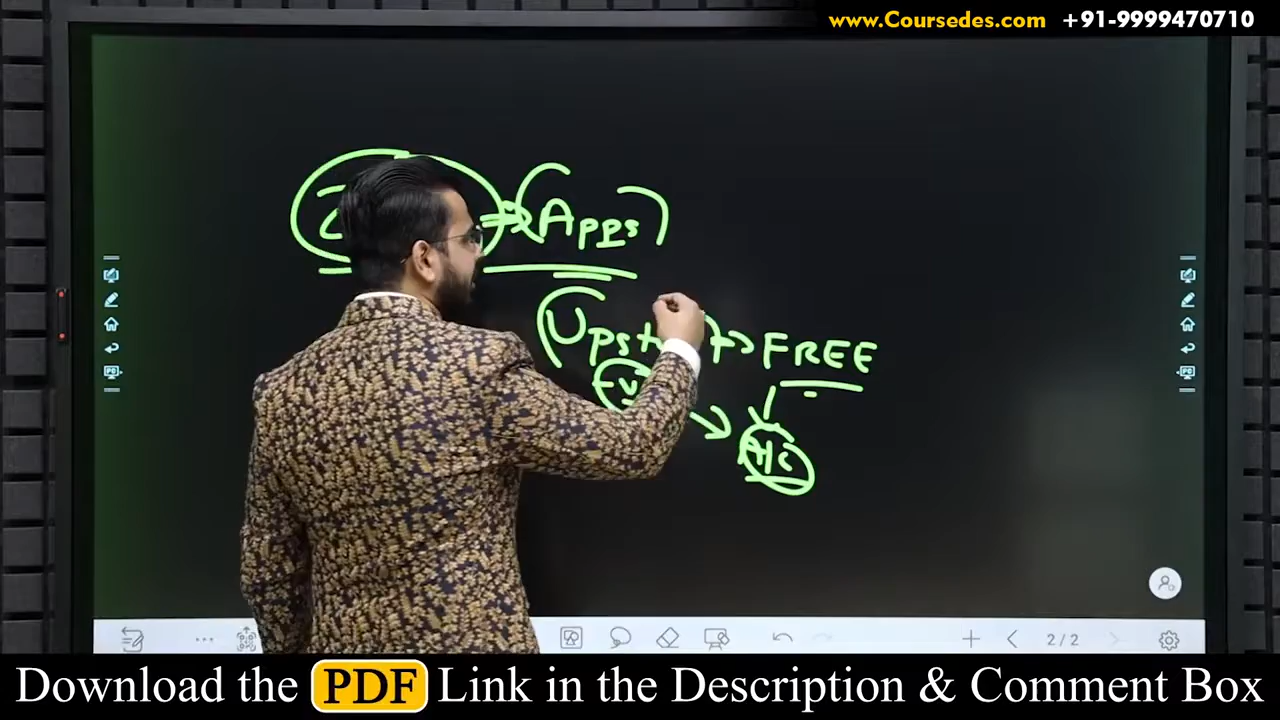 www.Coursedes.com +91-9999470710
Apps
FREE
A/c
2/2
Download the PDF Link in the Description & Comment Box